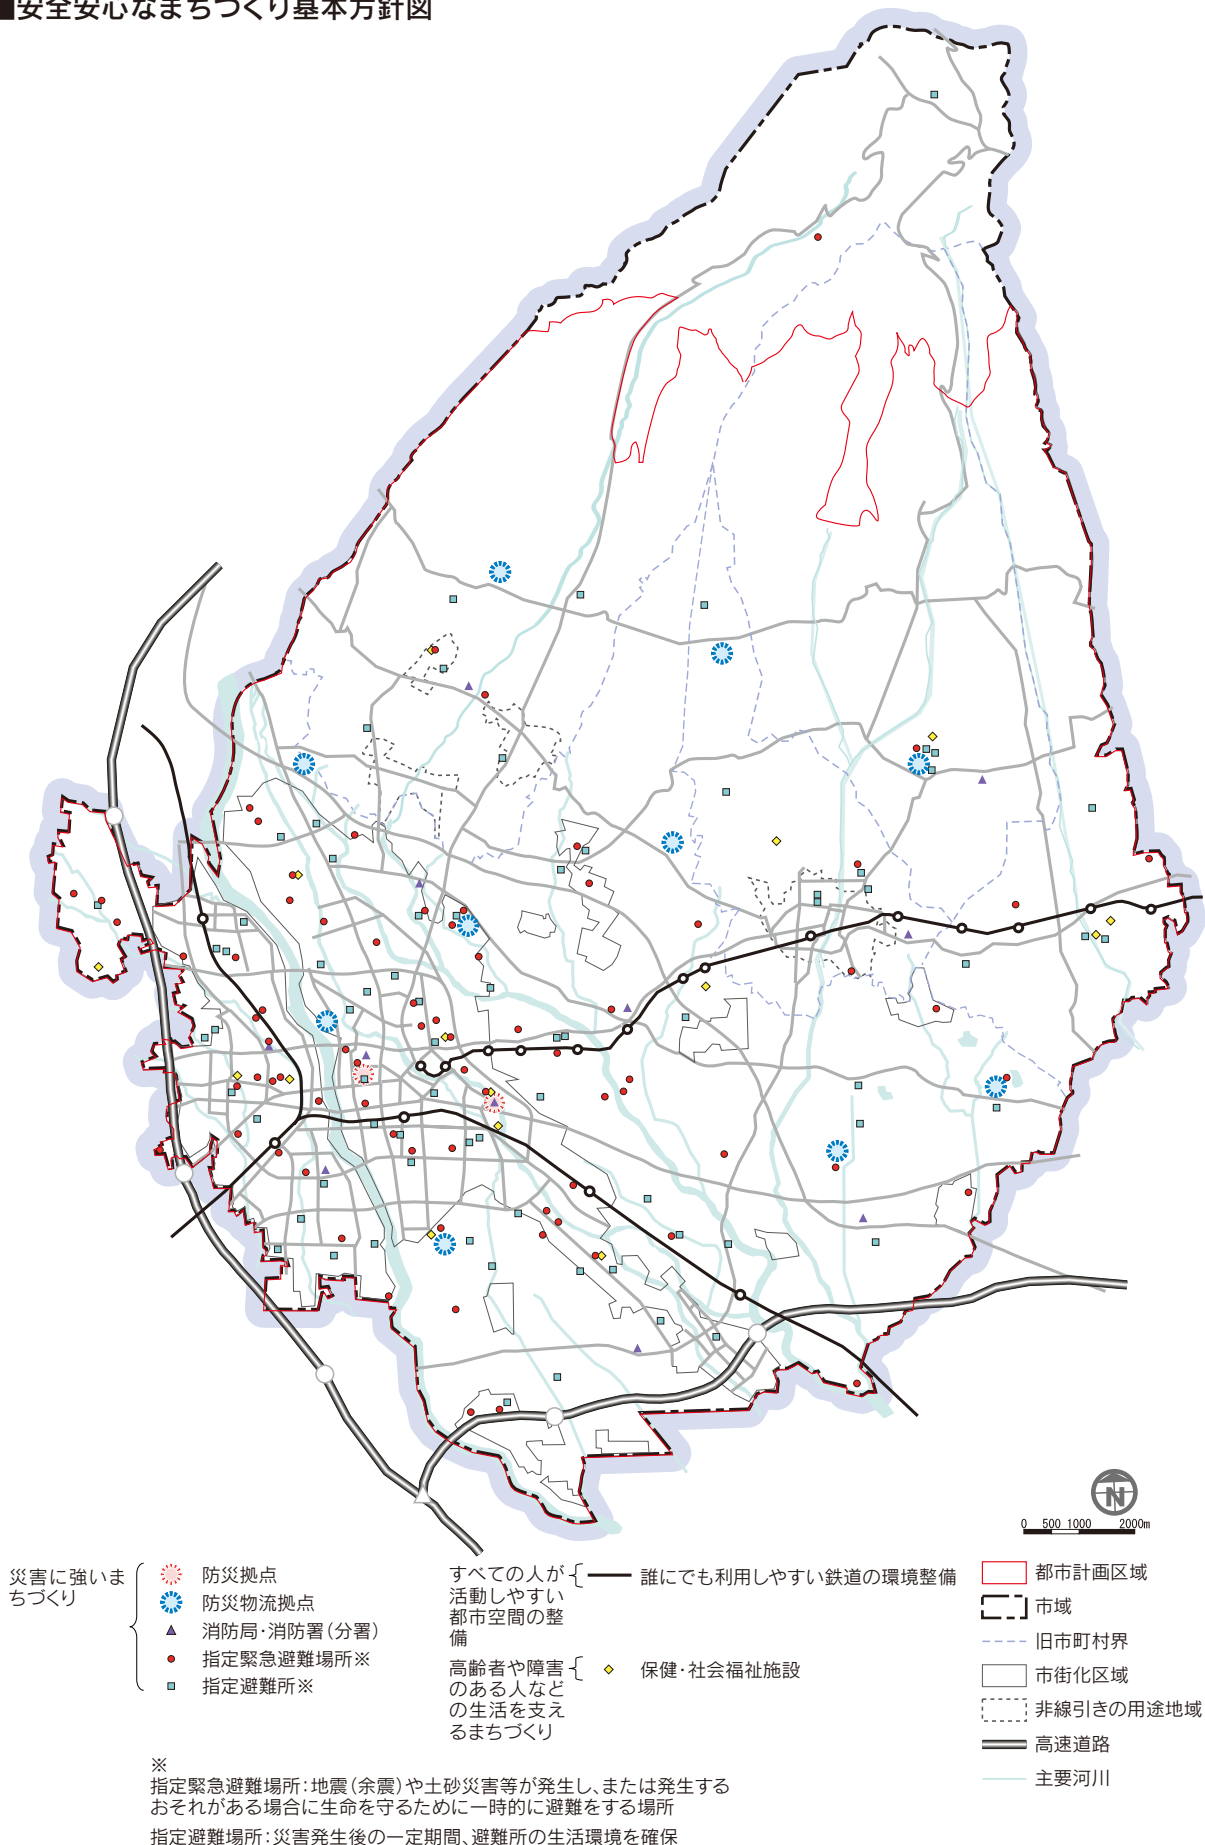 ■安全安心なまちづくり基本方針図
N
0 500 1000 2000m
災害に強いま
ちづくり
防災拠点
防災物流拠点
消防局・消防署(分署)
指定緊急避難場所※
指定避難所※
すべての人が
活動しやすい
都市空間の整
備
誰にでも利用しやすい鉄道の環境整備
高齢者や障害
のある人など
の生活を支え
るまちづくり
保健・社会福祉施設
都市計画区域
市域
旧市町村界
市街化区域
非線引きの用途地域
高速道路
主要河川
※
指定緊急避難場所：地震(余震)や土砂災害等が発生し、または発生する
おそれがある場合に生命を守るために一時的に避難をする場所
指定避難場所：災害発生後の一定期間、避難所の生活環境を確保